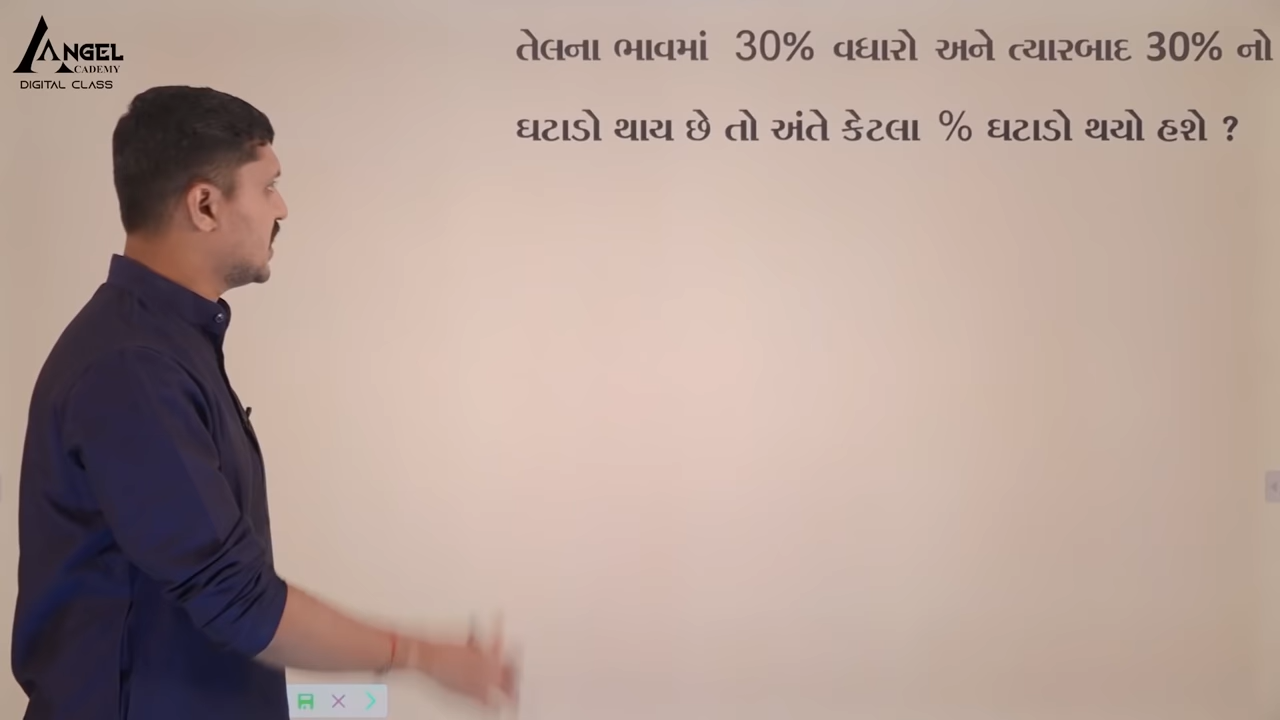 ANGEL
ACADEMY
DIGITAL CLASS
તેલના ભાવમાં 30% વધારો અને ત્યારબાદ 30% નો
ઘટાડો થાય છે તો અંતે કેટલા % ઘટાડો થયો હશે ?